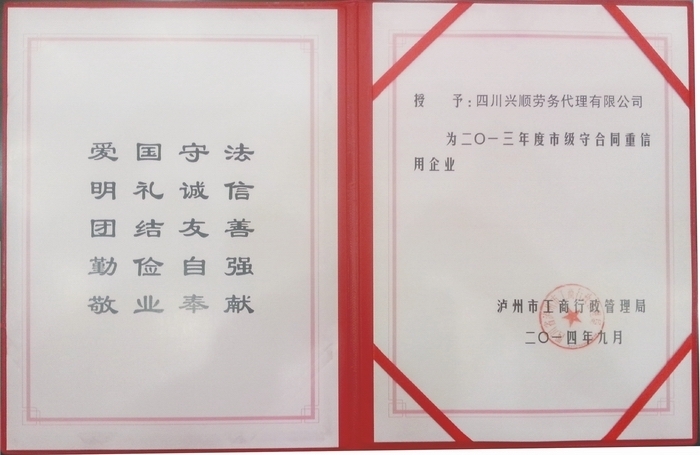 爱国守法
明礼诚信
团结友善
勤俭自强
敬业奉献
授 予：四川兴顺劳务代理有限公司
为二〇一三年度市级守合同重信
用企业
泸州市工商行政管理局
二〇一四年九月